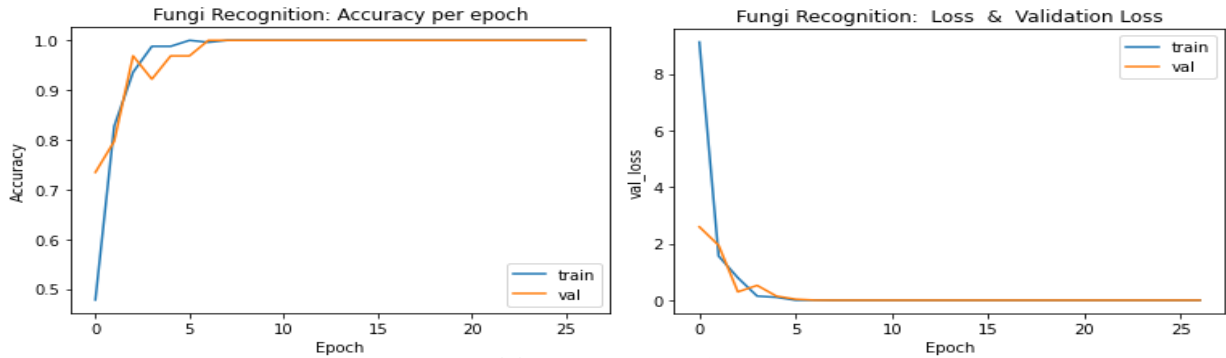 Fungi Recognition: Accuracy per epoch
1.0
0.9
0.8
0.7
0.6
0.5
Accuracy
0
5
10
15
20
25
Epoch
train
val
Fungi Recognition:  Loss  &  Validation Loss
8
6
4
2
0
val_loss
0
5
10
15
20
25
Epoch
train
val